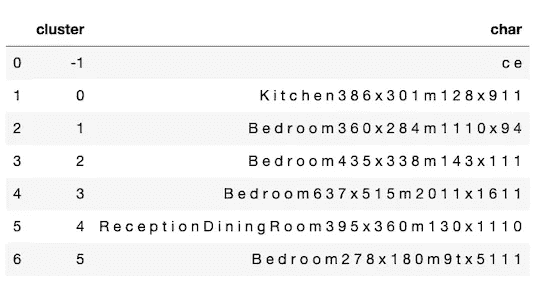 cluster char
0 -1 c e
1 0 K i t c h e n 3 8 6 x 3 0 1 m 1 2 8 x 9 1 1
2 1 B e d r o o m 3 6 0 x 2 8 4 m 1 1 1 0 x 9 4
3 2 B e d r o o m 4 3 5 x 3 3 8 m 1 4 3 x 1 1 1
4 3 B e d r o o m 6 3 7 x 5 1 5 m 2 0 1 1 x 1 6 1 1
5 4 R e c e p t i o n D i n i n g R o o m 3 9 5 x 3 6 0 m 1 3 0 x 1 1 1 0
6 5 B e d r o o m 2 7 8 x 1 8 0 m 9 t x 5 1 1 1